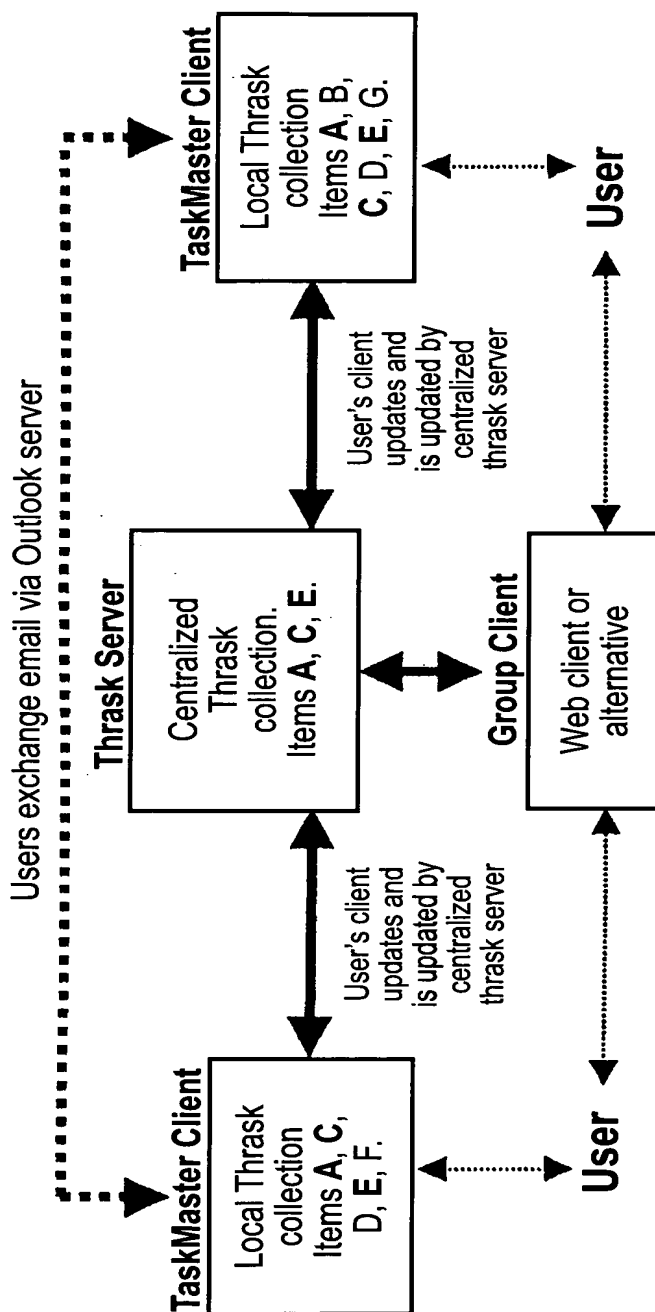 Users exchange email via Outlook server
TaskMaster Client
Local Thrask
collection
Items A, C,
D, E, F.
User's client
updates and
is updated by
centralized
thrask server
Thrask Server
Centralized
Thrask
collection.
Items A, C, E.
User's client
updates and
is updated by
centralized
thrask server
TaskMaster Client
Local Thrask
collection
Items A, B,
C, D, E, G.
User
Group Client
Web client or
alternative
User